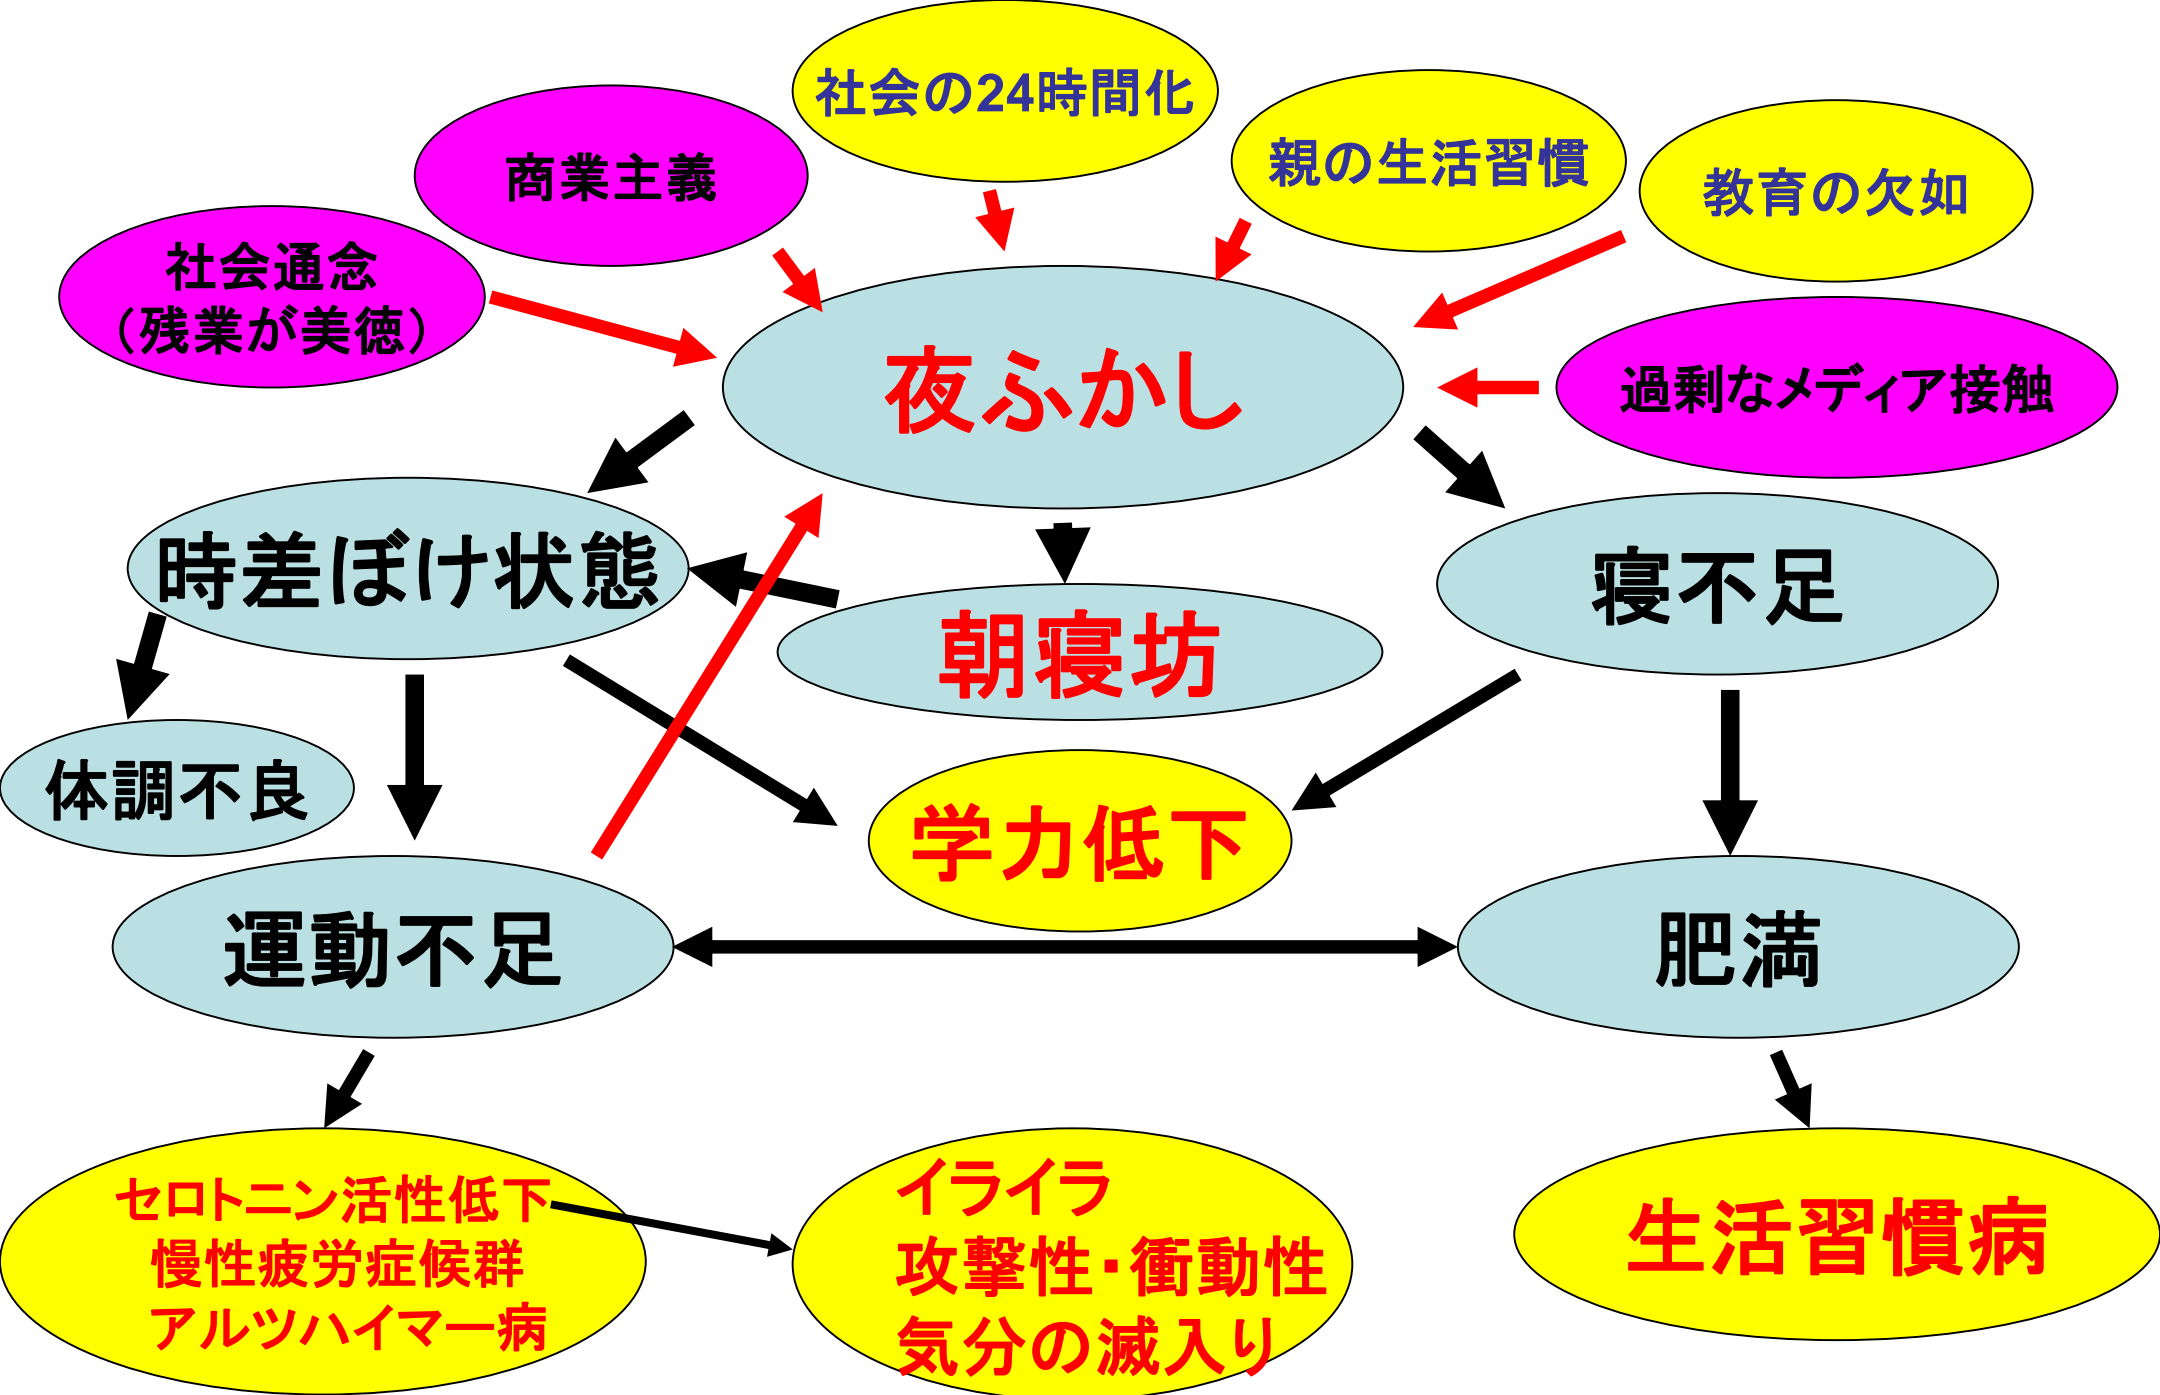 社会の24時間化
商業主義
親の生活習慣
教育の欠如
社会通念
（残業が美徳）
夜ふかし
過剰なメディア接触
時差ぼけ状態
寝不足
朝寝坊
体調不良
学力低下
運動不足
肥満
セロトニン活性低下
慢性疲労症候群
アルツハイマー病
イライラ
攻撃性・衝動性
気分の滅入り
生活習慣病